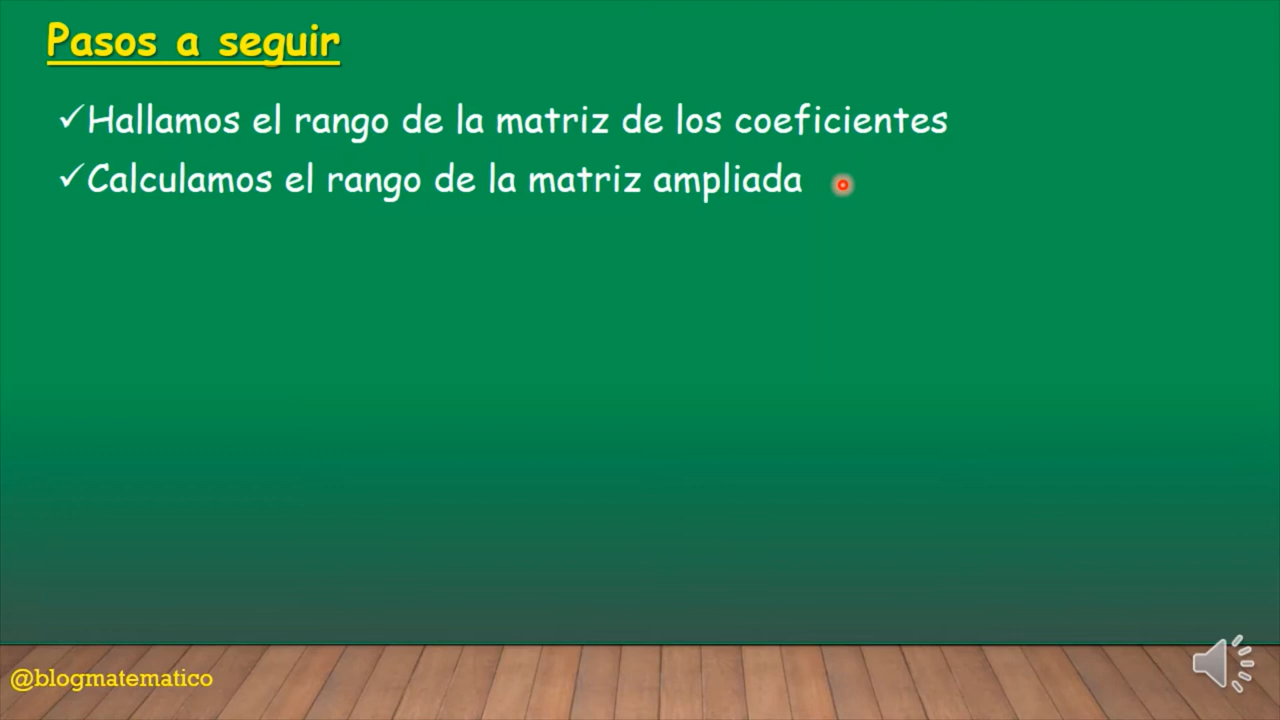 Pasos a seguir
✓Hallamos el rango de la matriz de los coeficientes
✓Calculamos el rango de la matriz ampliada
@blogmatematico